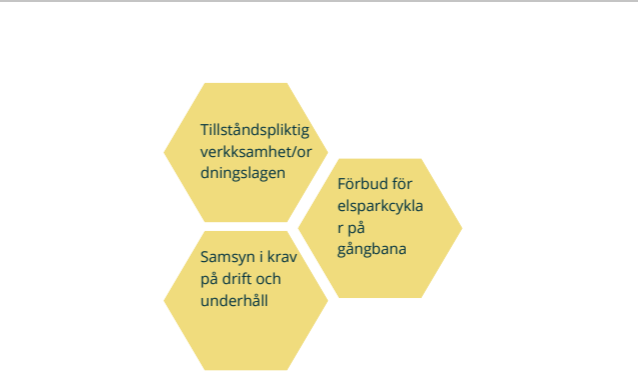 Tillståndspliktig
verkksamhet/or
dningslagen
Förbud för
elsparkcykla
r på
gångbana
Samsyn i krav
på drift och
underhåll